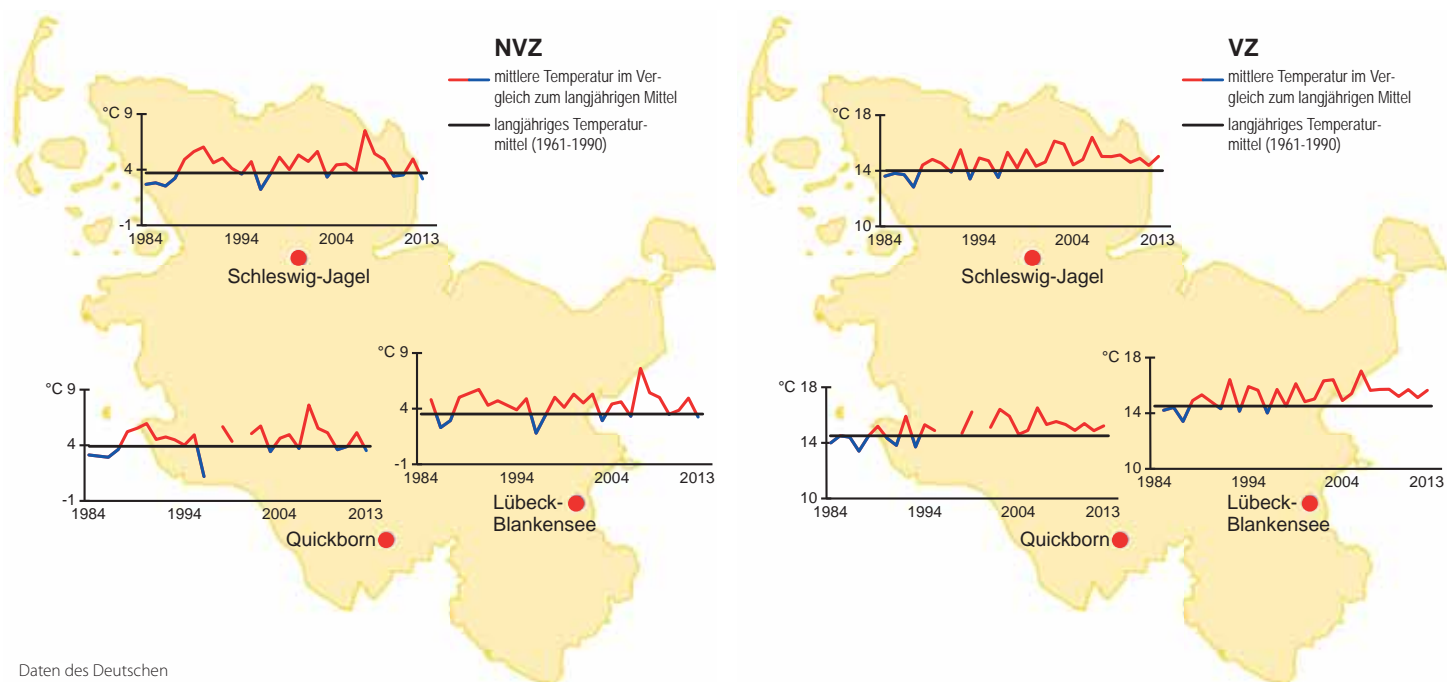 NVZ
mittlere Temperatur im Ver-
gleich zum langjährigen Mittel
langjähriges Temperatur-
mittel (1961-1990)
°C 9
4
-1
1984 1994 2004 2013
Schleswig-Jagel
°C 9
4
-1
1984 1994 2004 2013
Lübeck-
Blankensee
°C 9
4
-1
1984 1994 2004 2013
Quickborn
Daten des Deutschen
VZ
mittlere Temperatur im Ver-
gleich zum langjährigen Mittel
langjähriges Temperatur-
mittel (1961-1990)
°C 18
14
10
1984 1994 2004 2013
Schleswig-Jagel
°C 18
14
10
1984 1994 2004 2013
Lübeck-
Blankensee
°C 18
14
10
1984 1994 2004 2013
Quickborn